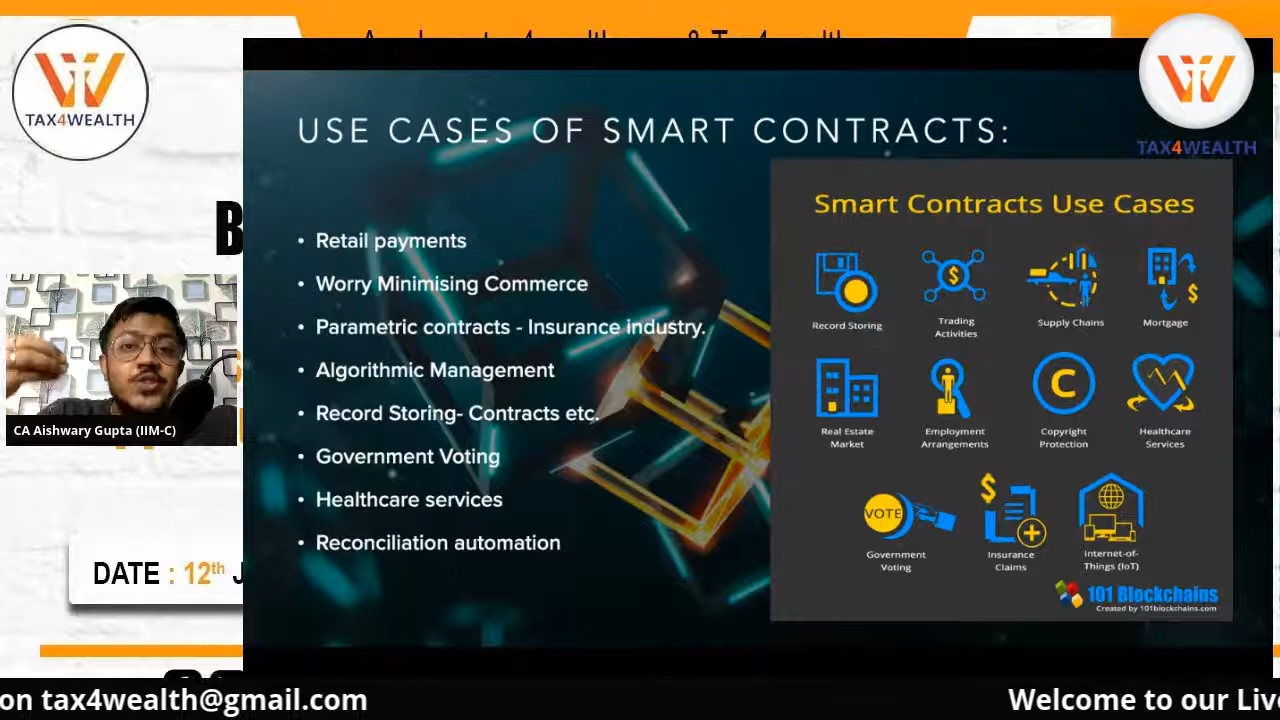 TAX4WEALTH
TAX4WEALTH
B
USE CASES OF SMART CONTRACTS:
• Retail payments
• Worry Minimising Commerce
• Parametric contracts - Insurance industry.
• Algorithmic Management
• Record Storing- Contracts etc.
• Government Voting
• Healthcare services
• Reconciliation automation
Smart Contracts Use Cases
Record Storing
Trading
Activities
Supply Chains
Mortgage
Real Estate
Market
Employment
Arrangements
C
Copyright
Protection
Healthcare
Services
VOTE
Government
Voting
Insurance
Claims
Internet-of-
Things (IoT)
101 Blockchains
Created by 101blockchains.com
CA Aishwary Gupta (IIM-C)
DATE : 12th J
on tax4wealth@gmail.com
Welcome to our Live